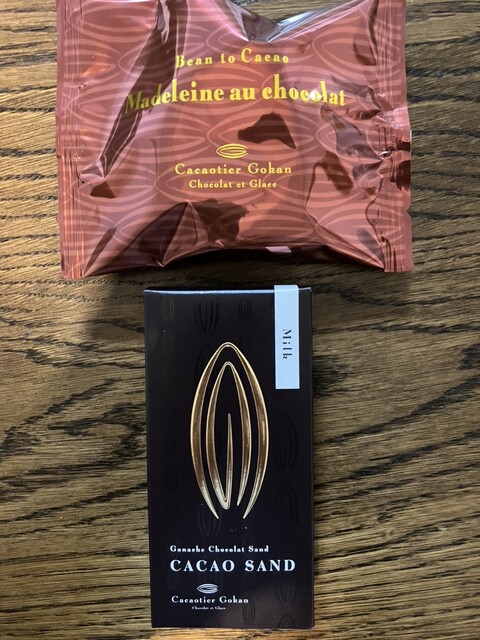 Bean to Cacao
Madeleine au chocolat
Cacaotier Gokan
Chocolat et Glace
Milk
Ganache Chocolat Sand
CACAO SAND
Cacaotier Gokan
Chocolat et Glace